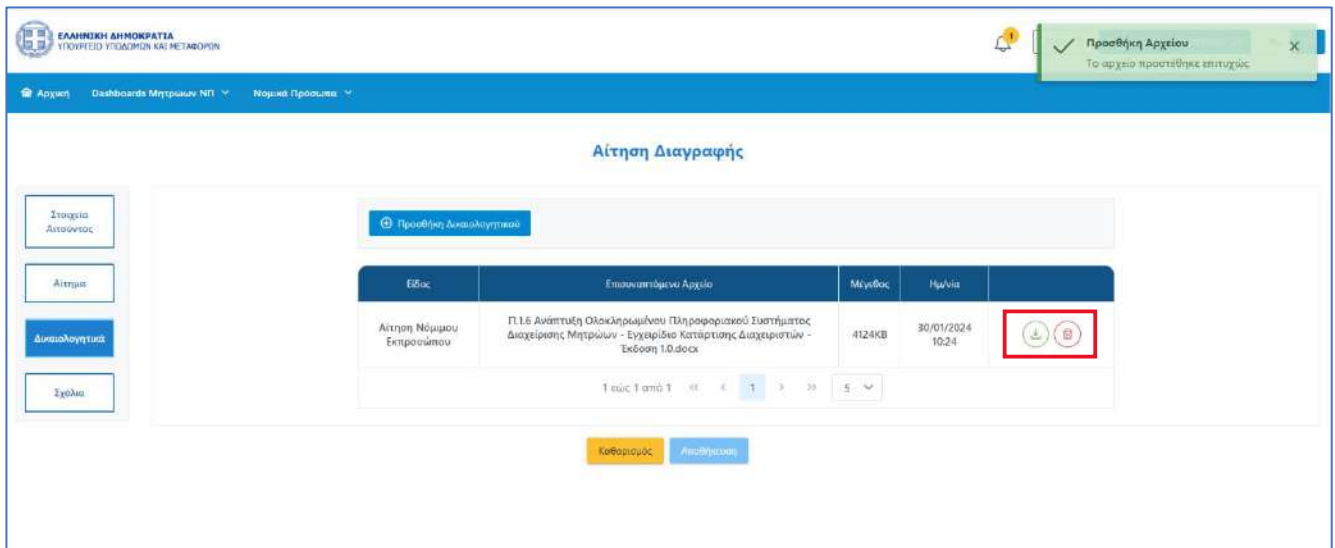 ΕΛΛΗΝΙΚΗ ΔΗΜΟΚΡΑΤΙΑ
ΥΠΟΥΡΓΕΙΟ ΥΠΟΔΟΜΩΝ ΚΑΙ ΜΕΤΑΦΟΡΩΝ
1
Προσθήκη Αρχείου
Το αρχείο προστέθηκε επιτυχώς
Αρχική Dashboards Μητρώων ΝΠ Νομικά Πρόσωπα
Αίτηση Διαγραφής
Στοιχεία
Αιτούντος
Αίτημα
Δικαιολογητικά
Σχόλια
Προσθήκη Δικαιολογητικού
Είδος Επισυναπτόμενο Αρχείο Μέγεθος Ημ/νία
Αίτηση Νόμιμου
Εκπροσώπου
Π.1.6 Ανάπτυξη Ολοκληρωμένου Πληροφοριακού Συστήματος
Διαχείρισης Μητρώων - Εγχειρίδιο Κατάρτισης Διαχειριστών -
Έκδοση 1.0.docx
4124KB
30/01/2024
10:24
1 εώς 1 από 1 « < 1 > » 5
Καθαρισμός Αποθήκευση